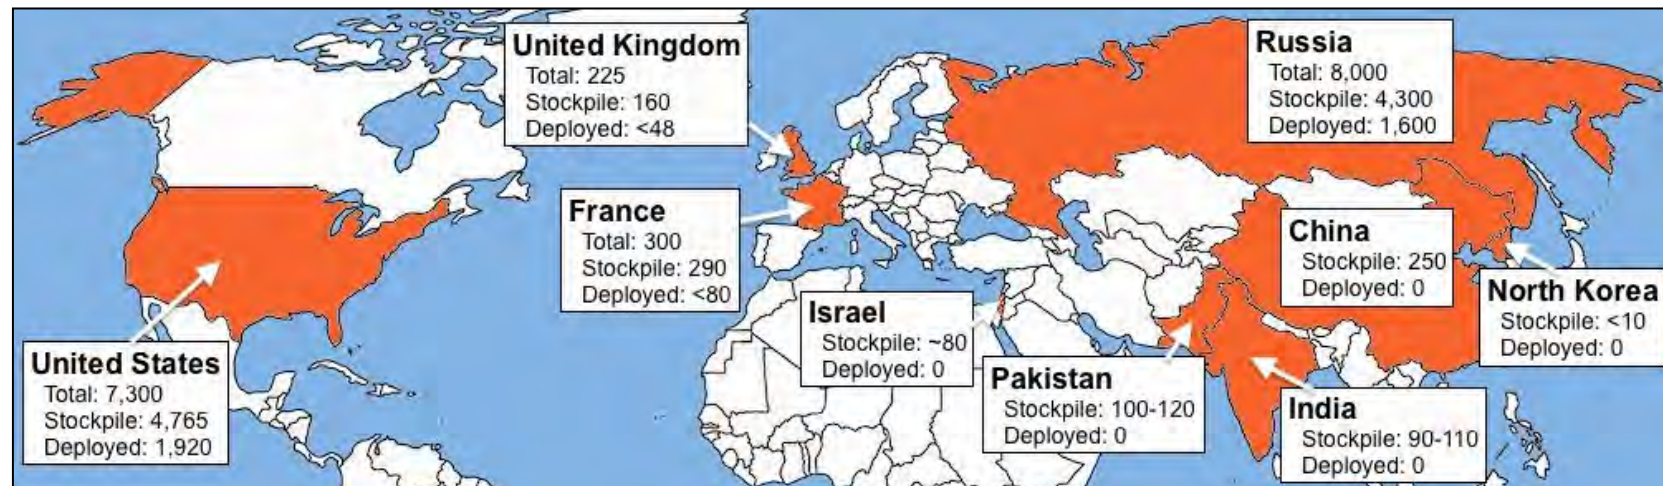 United Kingdom
Total: 225
Stockpile: 160
Deployed: <48
Russia
Total: 8,000
Stockpile: 4,300
Deployed: 1,600
France
Total: 300
Stockpile: 290
Deployed: <80
China
Stockpile: 250
Deployed: 0
North Korea
Stockpile: <10
Deployed: 0
Israel
Stockpile: ~80
Deployed: 0
United States
Total: 7,300
Stockpile: 4,765
Deployed: 1,920
Pakistan
Stockpile: 100-120
Deployed: 0
India
Stockpile: 90-110
Deployed: 0